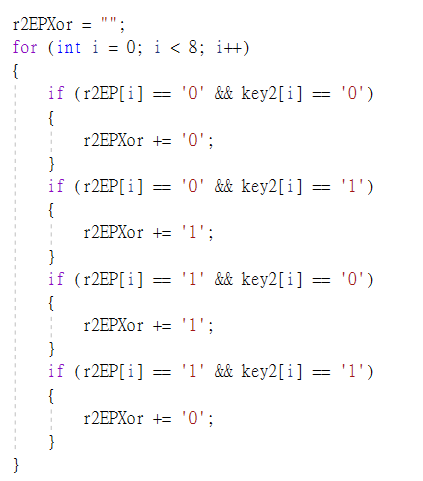 r2EPXor = "";
for (int i = 0; i < 8; i++)
{
    if (r2EP[i] == '0' && key2[i] == '0')
    {
        r2EPXor += '0';
    }
    if (r2EP[i] == '0' && key2[i] == '1')
    {
        r2EPXor += '1';
    }
    if (r2EP[i] == '1' && key2[i] == '0')
    {
        r2EPXor += '1';
    }
    if (r2EP[i] == '1' && key2[i] == '1')
    {
        r2EPXor += '0';
    }
}